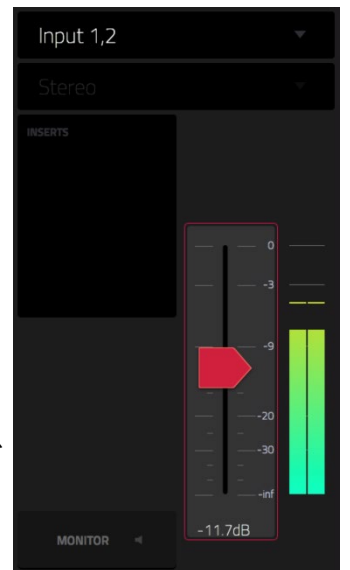 Input 1,2
Stereo
INSERTS
0
-3
-9
-20
-30
-inf
-11.7dB
MONITOR